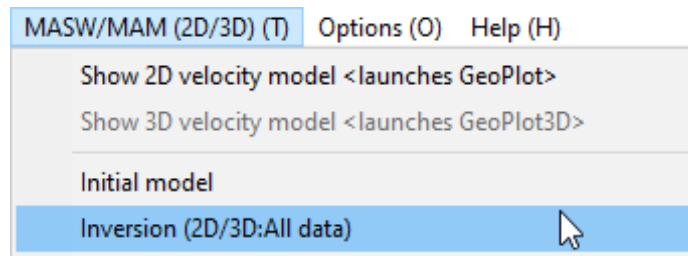 MASW/MAM (2D/3D) (T) Options (O) Help (H)
Show 2D velocity model <launches GeoPlot>
Show 3D velocity model <launches GeoPlot3D>
Initial model
Inversion (2D/3D:All data)